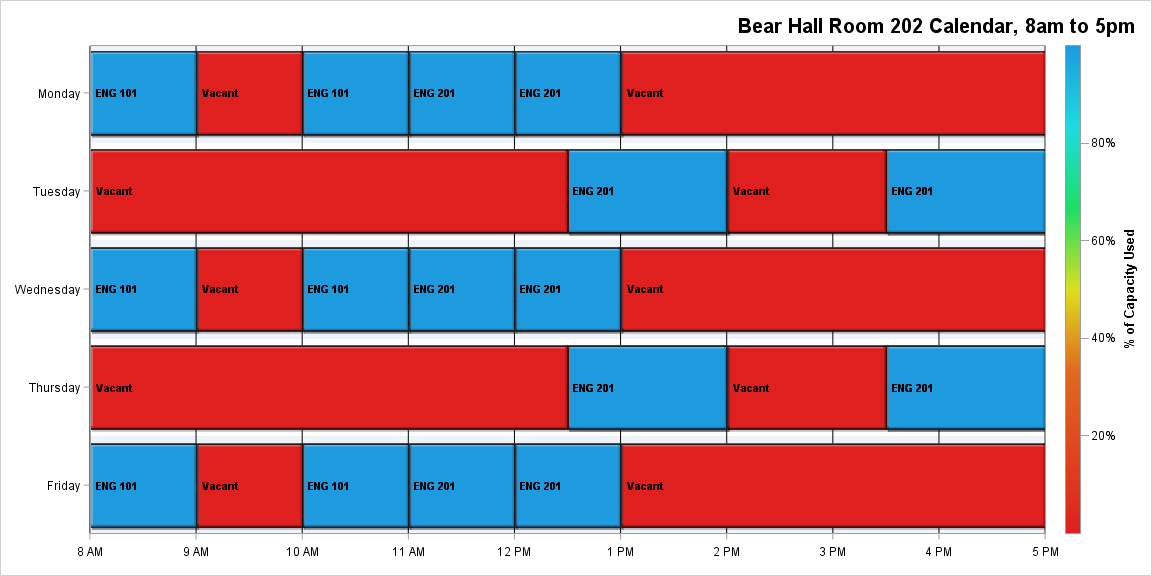 Bear Hall Room 202 Calendar, 8am to 5pm
Monday
ENG 101
Vacant
ENG 101
ENG 201
ENG 201
Vacant
Tuesday
Vacant
ENG 201
Vacant
ENG 201
Wednesday
ENG 101
Vacant
ENG 101
ENG 201
ENG 201
Vacant
Thursday
Vacant
ENG 201
Vacant
ENG 201
Friday
ENG 101
Vacant
ENG 101
ENG 201
ENG 201
Vacant
8 AM
9 AM
10 AM
11 AM
12 PM
1 PM
2 PM
3 PM
4 PM
5 PM
80%
60%
40%
20%
% of Capacity Used